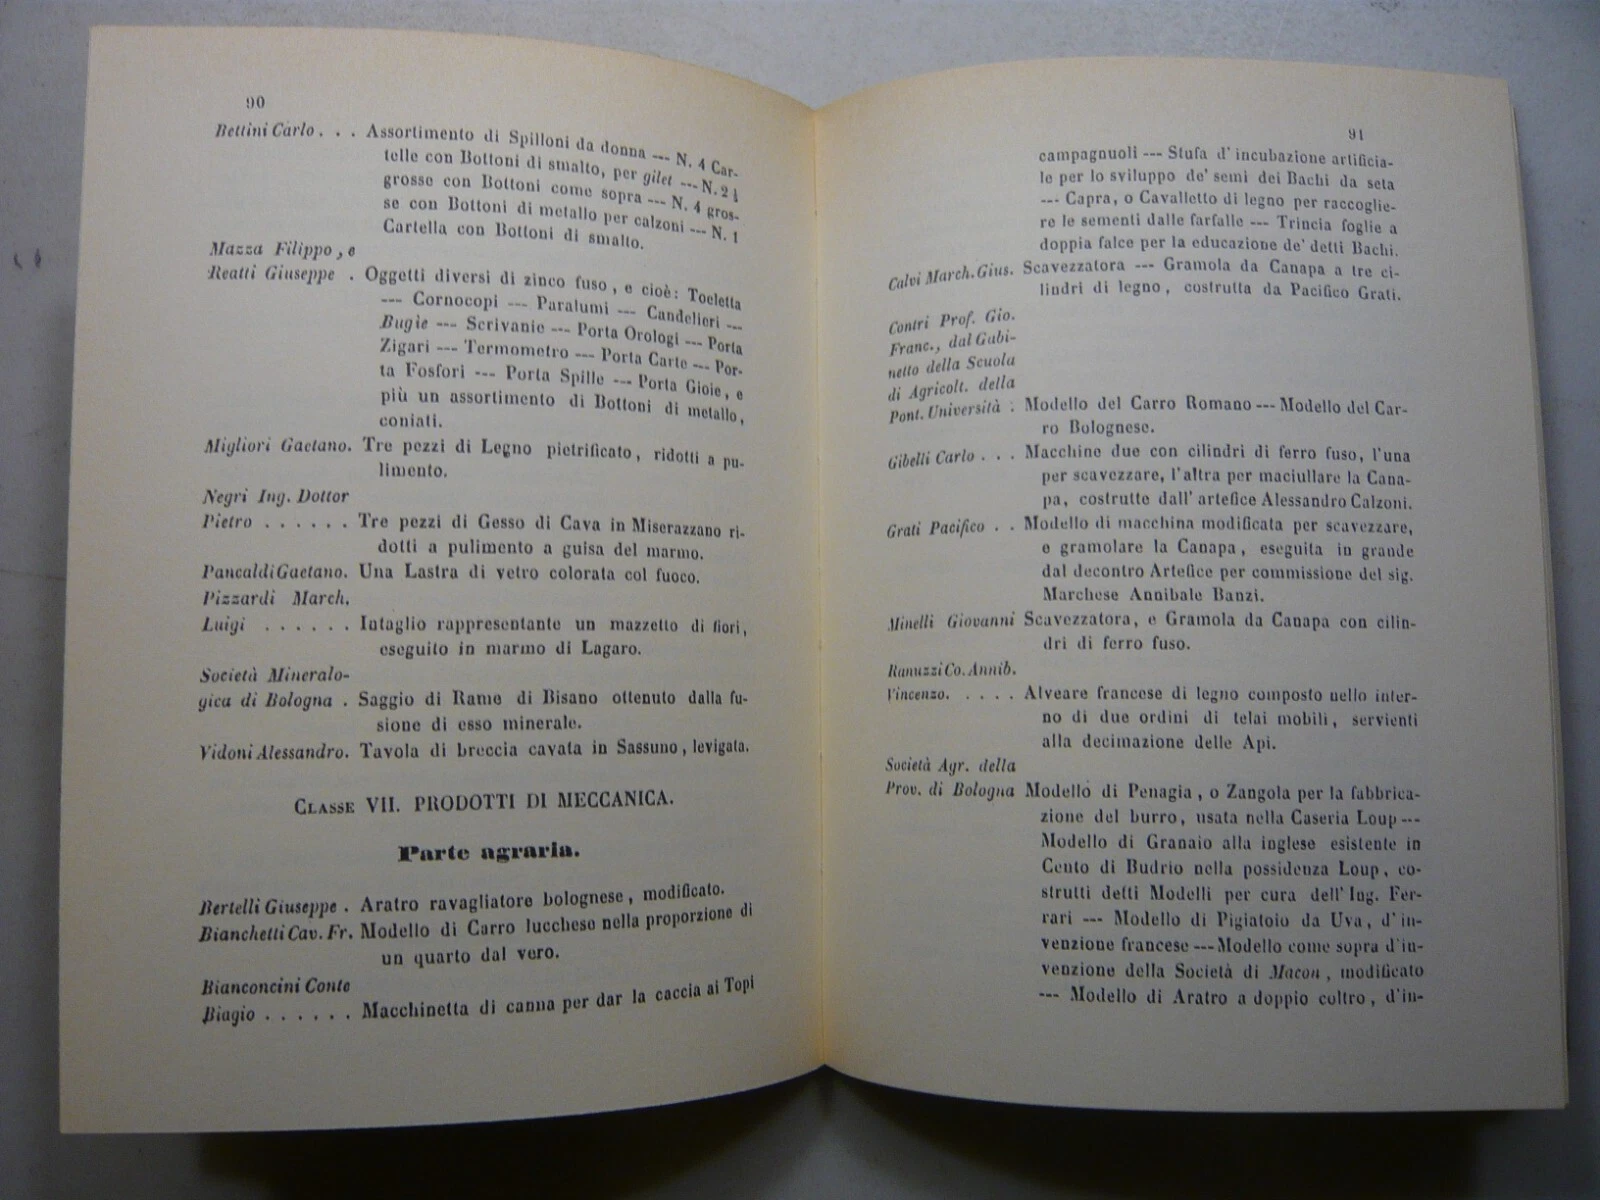 90
Bettini Carlo . . . Assortimento di Spilloni da donna --- N. 4 Car-
telle con Bottoni di smalto, per gilet --- N. 2 ½
grosse con Bottoni come sopra --- N. 4 gros-
se con Bottoni di metallo per calzoni --- N. 1
Cartella con Bottoni di smalto.
Mazza Filippo, e
Reatti Giuseppe . Oggetti diversi di zinco fuso, e cioè: Toeletta
--- Cornocopi --- Paralumi --- Candelieri ---
Bugìe --- Scrivanie --- Porta Orologi --- Porta
Zigari --- Termometro --- Porta Carte --- Por-
ta Fosfori --- Porta Spille --- Porta Gioie, e
più un assortimento di Bottoni di metallo,
coniati.
Migliori Gaetano. Tre pezzi di Legno pietrificato, ridotti a pu-
limento.
Negri Ing. Dottor
Pietro . . . . . . Tre pezzi di Gesso di Cava in Miserazzano ri-
dotti a pulimento a guisa del marmo.
Pancaldi Gaetano. Una Lastra di vetro colorata col fuoco.
Pizzardi March.
Luigi . . . . . . Intaglio rappresentante un mazzetto di fiori,
eseguito in marmo di Lagaro.
Società Mineralo-
gica di Bologna . Saggio di Rame di Bisano ottenuto dalla fu-
sione di esso minerale.
Vidoni Alessandro. Tavola di breccia cavata in Sassuno, levigata.
Classe VII. PRODOTTI DI MECCANICA.
Parte agraria.
Bertelli Giuseppe . Aratro ravagliatore bolognese, modificato.
Bianchetti Cav. Fr. Modello di Carro lucchese nella proporzione di
un quarto dal vero.
Bianconcini Conte
Biagio . . . . . . Macchinetta di canna per dar la caccia ai Topi
91
campagnuoli --- Stufa d' incubazione artificia-
le per lo sviluppo de' semi dei Bachi da seta
--- Capra, o Cavalletto di legno per raccoglie-
re le sementi dalle farfalle --- Trincia foglie a
doppia falce per la educazione de' detti Bachi.
Calvi March. Gius. Scavezzatora --- Gramola da Canapa a tre ci-
lindri di legno, costrutta da Pacifico Grati.
Contri Prof. Gio.
Franc., dal Gabi-
netto della Scuola
di Agricolt. della
Pont. Università . Modello del Carro Romano --- Modello del Car-
ro Bolognese.
Gibelli Carlo . . . Macchine due con cilindri di ferro fuso, l'una
per scavezzare, l'altra per maciullare la Cana-
pa, costrutte dall' artefice Alessandro Calzoni.
Grati Pacifico . . Modello di macchina modificata per scavezzare,
e gramolare la Canapa, eseguita in grande
dal decontro Artefice per commissione del sig.
Marchese Annibale Banzi.
Minelli Giovanni Scavezzatora, e Gramola da Canapa con cilin-
dri di ferro fuso.
Ranuzzi Co. Annib.
Vincenzo. . . . . Alveare francese di legno composto nello inter-
no di due ordini di telai mobili, servienti
alla decimazione delle Api.
Società Agr. della
Prov. di Bologna Modello di Penagia, o Zangola per la fabbrica-
zione del burro, usata nella Caseria Loup ---
Modello di Granaio alla inglese esistente in
Cento di Budrio nella possidenza Loup, co-
strutti detti Modelli per cura dell' Ing. Fer-
rari --- Modello di Pigiatoio da Uva, d'in-
venzione francese --- Modello come sopra d'in-
venzione della Società di Macon, modificato
--- Modello di Aratro a doppio coltro, d'in-